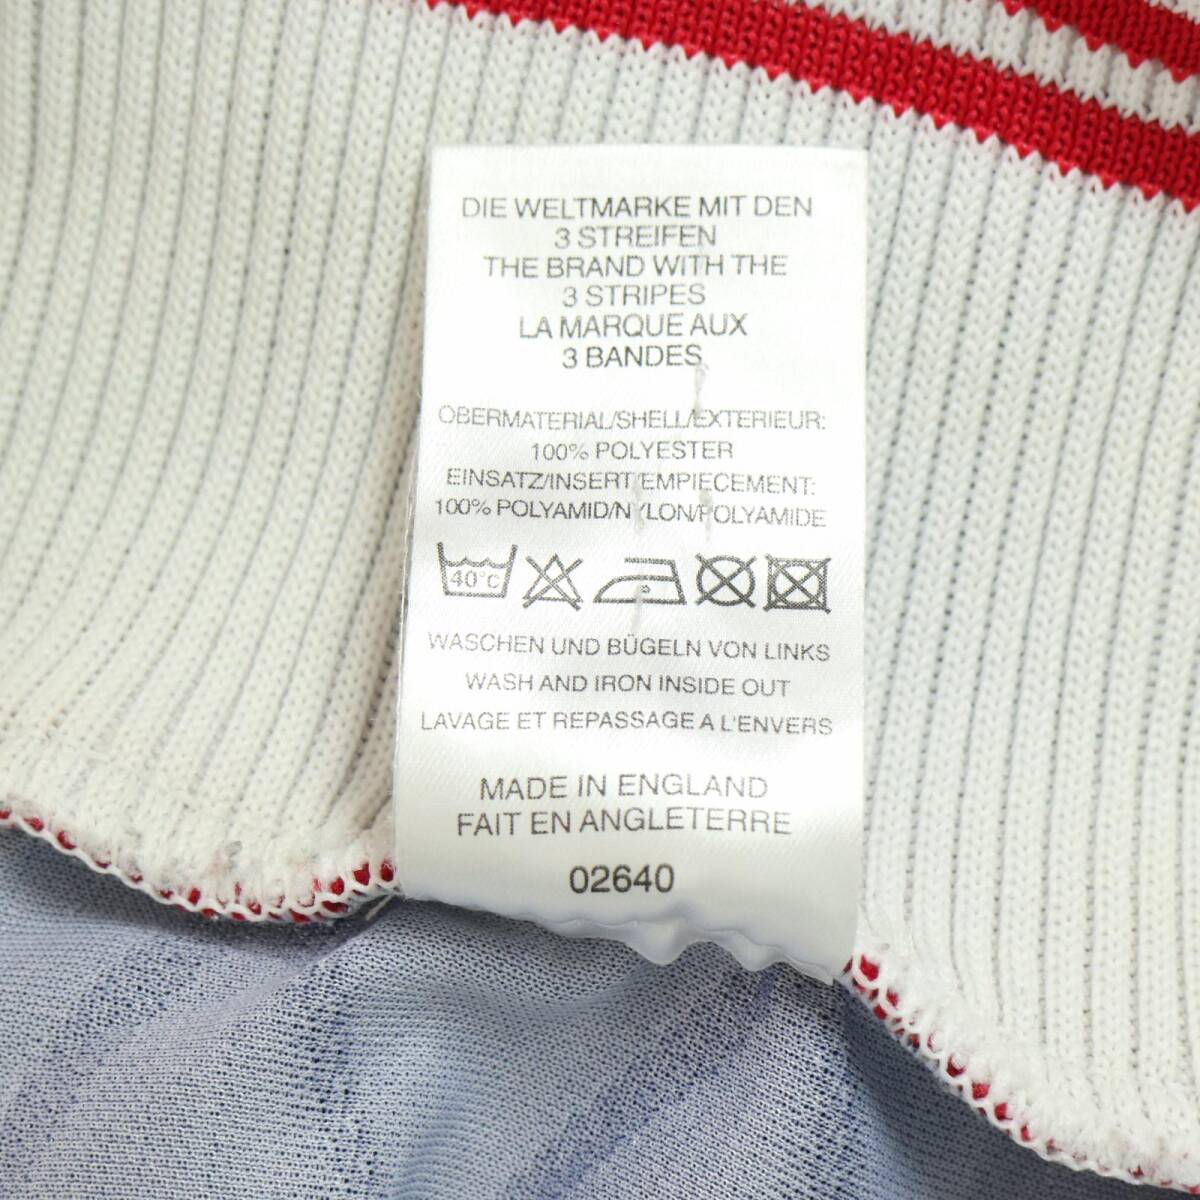 DIE WELTMARKE MIT DEN
3 STREIFEN
THE BRAND WITH THE
3 STRIPES
LA MARQUE AUX
3 BANDES
OBERMATERIAL/SHELL/EXTERIEUR:
100% POLYESTER
EINSATZ/INSERT/EMPIECEMENT:
100% POLYAMID/NYLON/POLYAMIDE
40°C
WASCHEN UND BÜGELN VON LINKS
WASH AND IRON INSIDE OUT
LAVAGE ET REPASSAGE A L'ENVERS
MADE IN ENGLAND
FAIT EN ANGLETERRE
02640